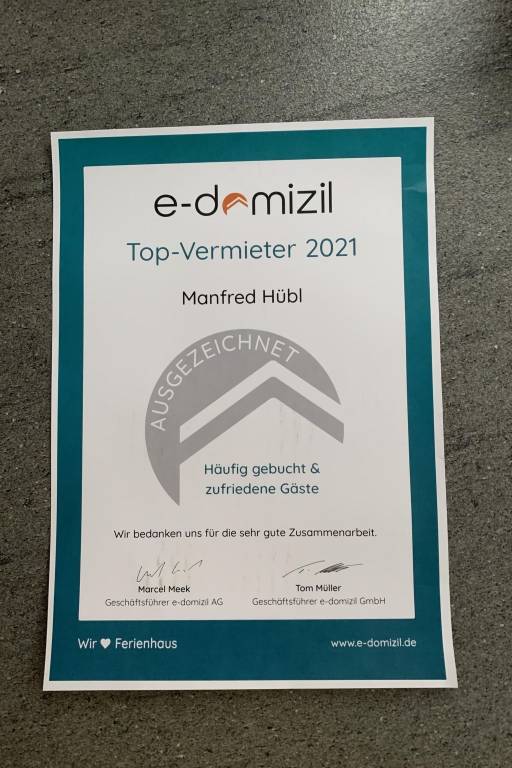 e-domizil
Top-Vermieter 2021
Manfred Hübl
AUSGEZEICHNET
Häufig gebucht &
zufriedene Gäste
Wir bedanken uns für die sehr gute Zusammenarbeit.
Marcel Meek Tom Müller
Geschäftsführer e-domizil AG Geschäftsführer e-domizil GmbH
Wir ♥ Ferienhaus www.e-domizil.de